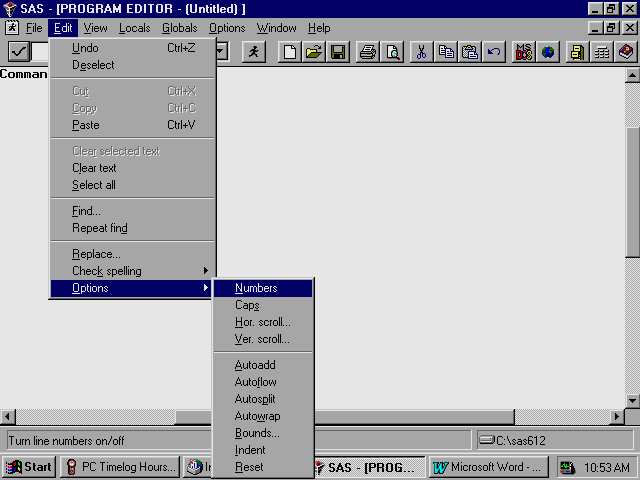 SAS - [PROGRAM EDITOR - (Untitled) ]
File Edit View Locals Globals Options Window Help
MS
Comman
Undo Ctrl+Z
Deselect
Cut Ctrl+X
Copy Ctrl+C
Paste Ctrl+V
Clear selected text
Clear text
Select all
Find...
Repeat find
Replace...
Check spelling
Options
Numbers
Caps
Hor. scroll...
Ver. scroll...
Autoadd
Autoflow
Autosplit
Autowrap
Bounds...
Indent
Reset
Turn line numbers on/off C:\sas612
Start PC Timelog Hours... SAS - [PROG... Microsoft Word - ... 10:53 AM